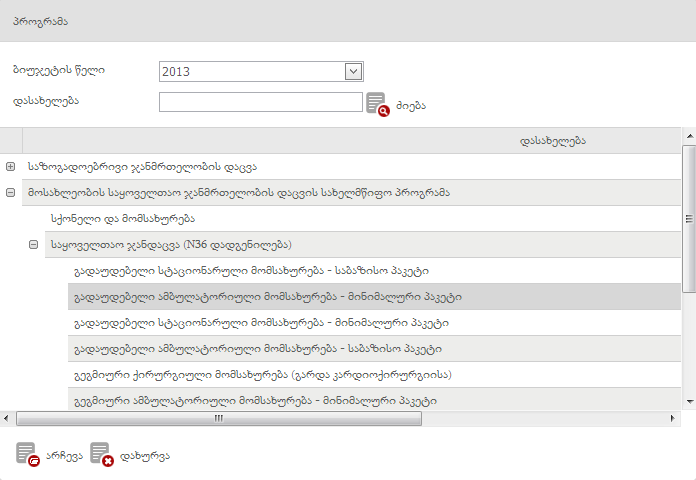 პროგრამა
ბიუჯეტის წელი 2013
დასახელება ძიება
დასახელება
საზოგადოებრივი ჯანმრთელობის დაცვა
მოსახლეობის საყოველთაო ჯანმრთელობის დაცვის სახელმწიფო პროგრამა
სქონელი და მომსახურება
საყოველთაო ჯანდაცვა (N36 დადგენილება)
გადაუდებელი სტაციონარული მომსახურება - საბაზისო პაკეტი
გადაუდებელი ამბულატორიული მომსახურება - მინიმალური პაკეტი
გადაუდებელი სტაციონარული მომსახურება - მინიმალური პაკეტი
გადაუდებელი ამბულატორიული მომსახურება - საბაზისო პაკეტი
გეგმიური ქირურგიული მომსახურება (გარდა კარდიოქირურგიისა)
გეგმიური ამბულატორიული მომსახურება - მინიმალური პაკეტი
არჩევა დახურვა